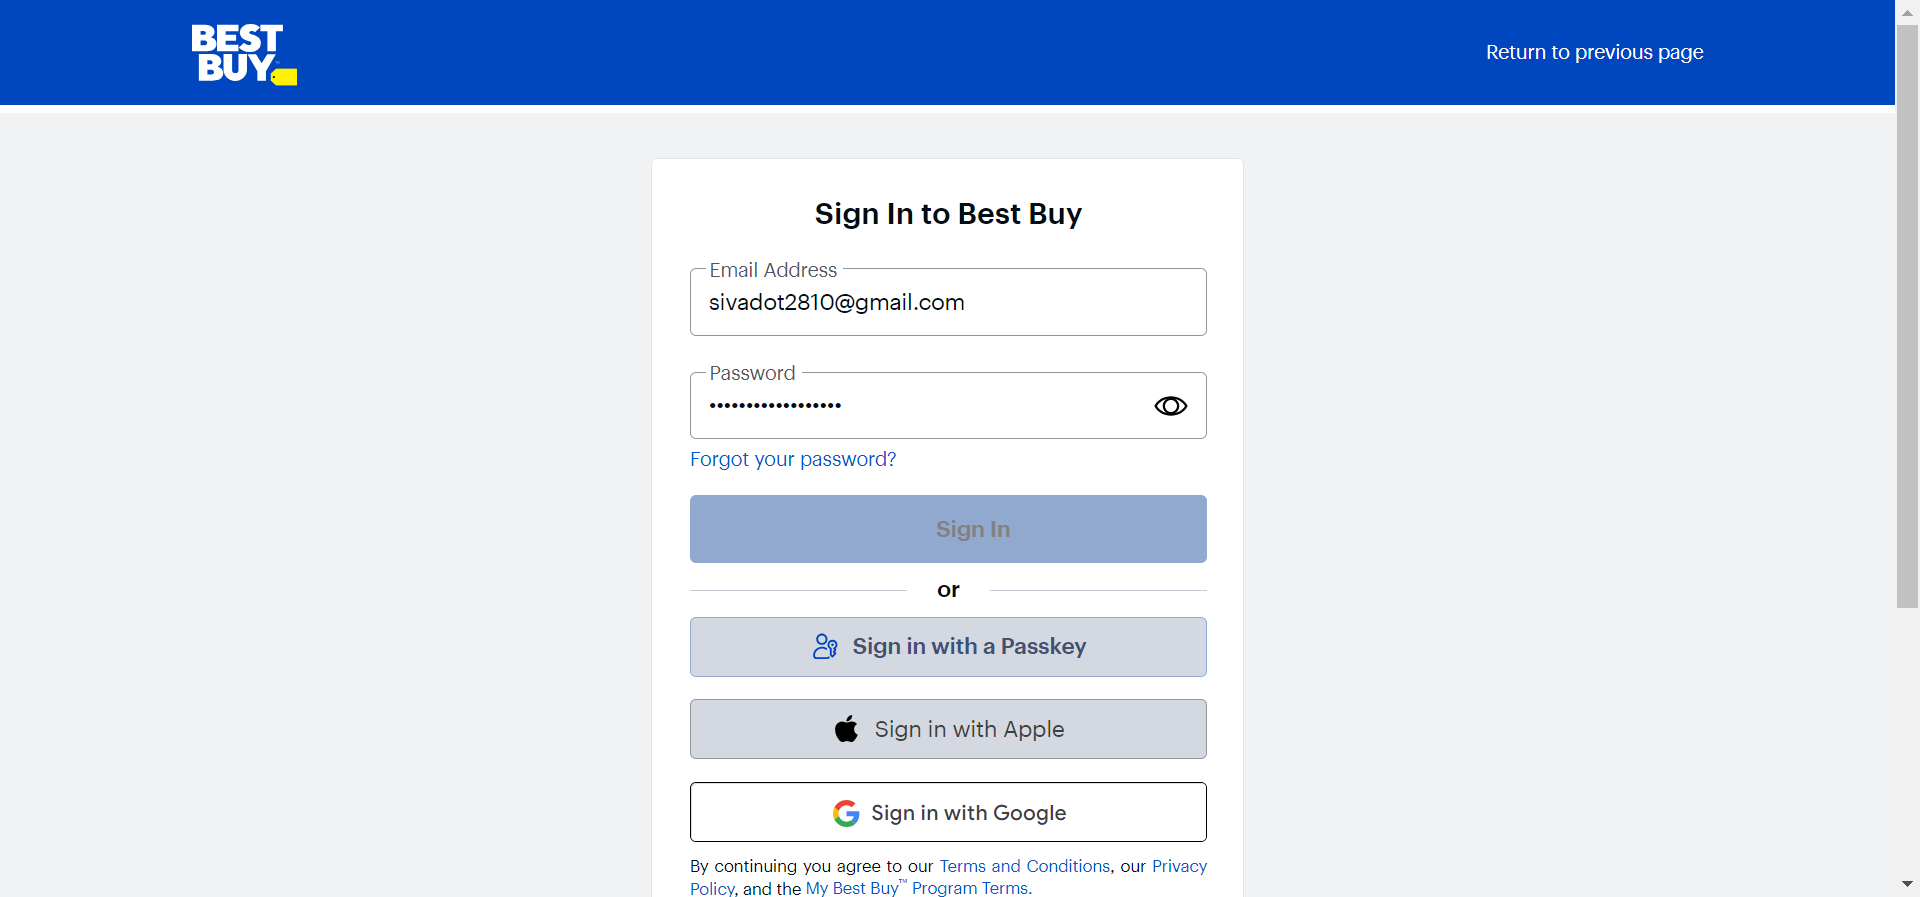 BEST
BUY
Return to previous page
Sign In to Best Buy
Email Address
sivadot2810@gmail.com
Password
••••••••••••••••••
Forgot your password?
Sign In
or
Sign in with a Passkey
Sign in with Apple
Sign in with Google
By continuing you agree to our Terms and Conditions, our Privacy
Policy, and the My Best Buy™ Program Terms.